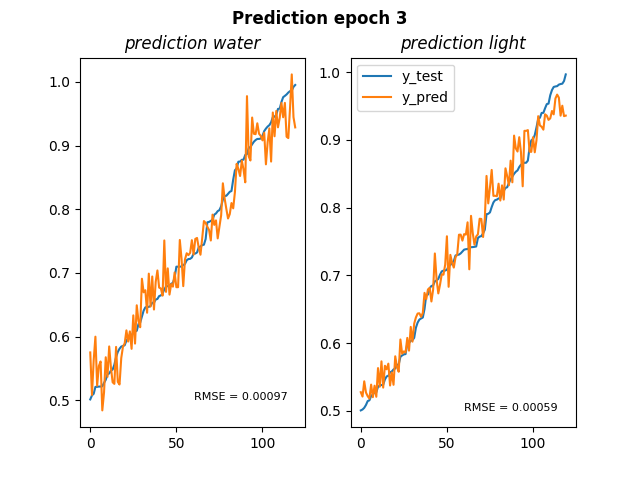 Prediction epoch 3
prediction water
1.0
0.9
0.8
0.7
0.6
0.5
0
50
100
RMSE = 0.00097
prediction light
y_test
y_pred
1.0
0.9
0.8
0.7
0.6
0.5
0
50
100
RMSE = 0.00059